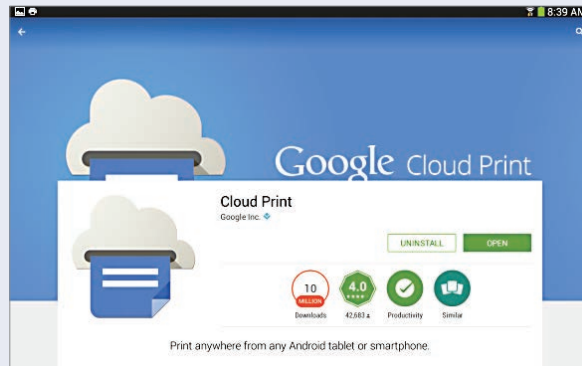 8:39 AM
Google Cloud Print
Cloud Print
Google Inc.
UNINSTALL
OPEN
10
MILLION
4.0
Downloads
42,683
Productivity
Similar
Print anywhere from any Android tablet or smartphone.